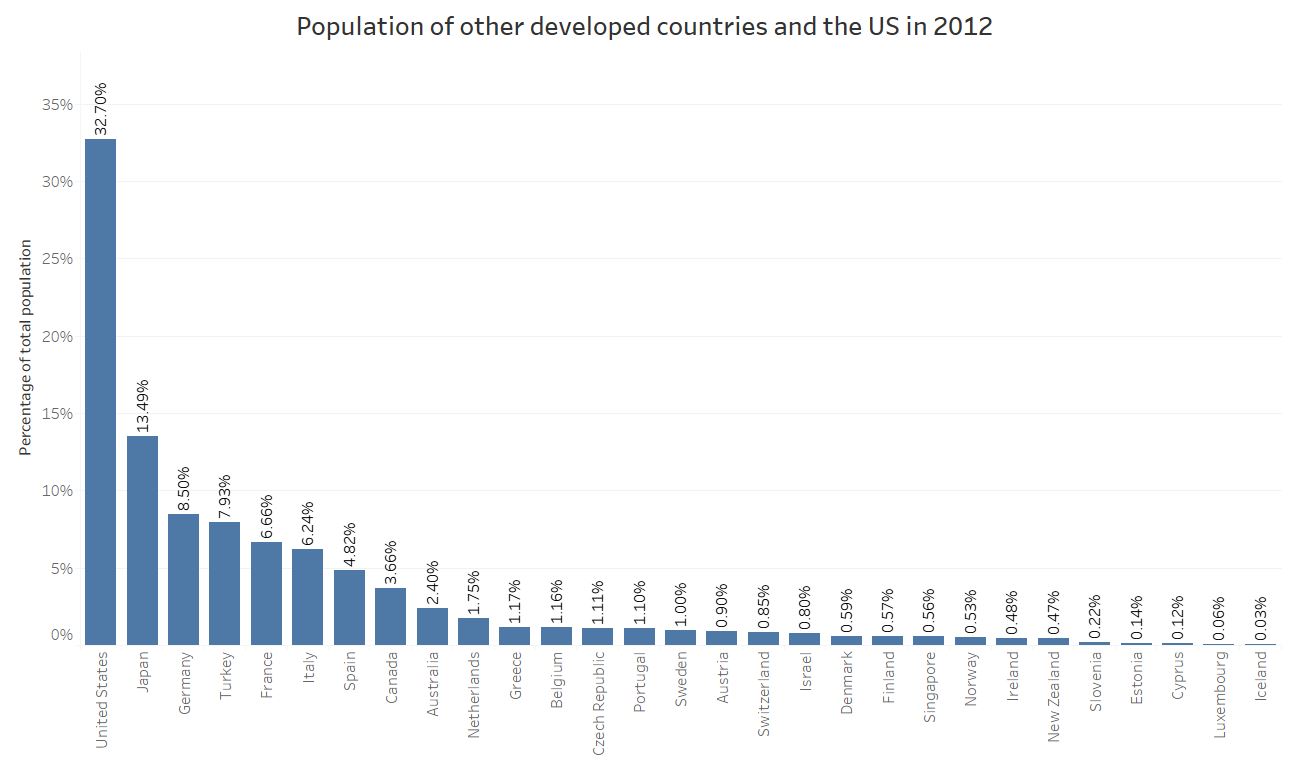 Population of other developed countries and the US in 2012
Percentage of total population
35%
30%
25%
20%
15%
10%
5%
0%
32.70%
13.49%
8.50%
7.93%
6.66%
6.24%
4.82%
3.66%
2.40%
1.75%
1.17%
1.16%
1.11%
1.10%
1.00%
0.90%
0.85%
0.80%
0.59%
0.57%
0.56%
0.53%
0.48%
0.47%
0.22%
0.14%
0.12%
0.06%
0.03%
United States
Japan
Germany
Turkey
France
Italy
Spain
Canada
Australia
Netherlands
Greece
Belgium
Czech Republic
Portugal
Sweden
Austria
Switzerland
Israel
Denmark
Finland
Singapore
Norway
Ireland
New Zealand
Slovenia
Estonia
Cyprus
Luxembourg
Iceland